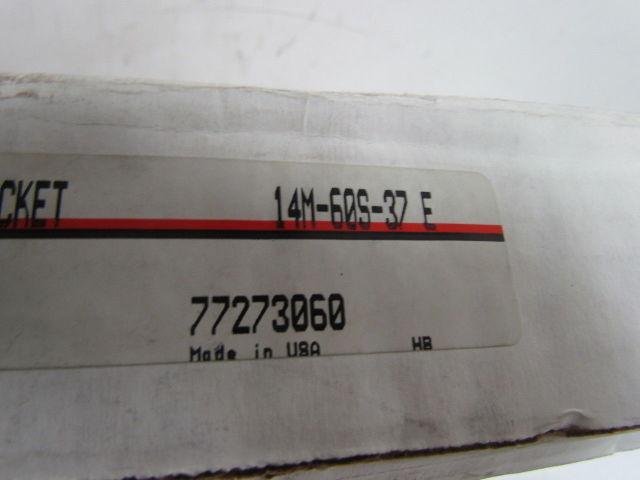 CKET 14M-60S-37 E
77273060
Made in USA HB